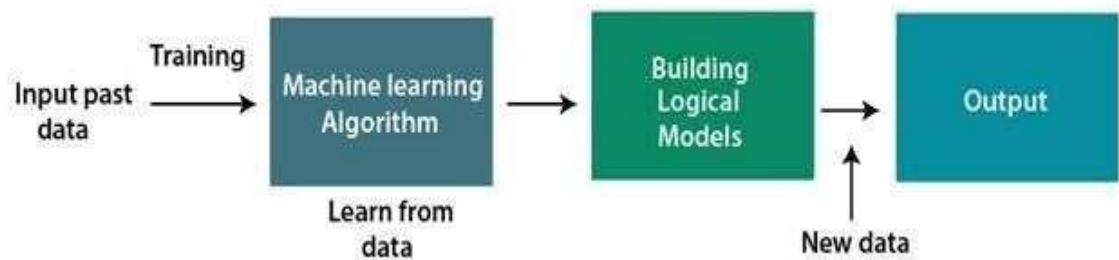 Training
Input past
data
Machine learning
Algorithm
Learn from
data
Building
Logical
Models
New data
Output